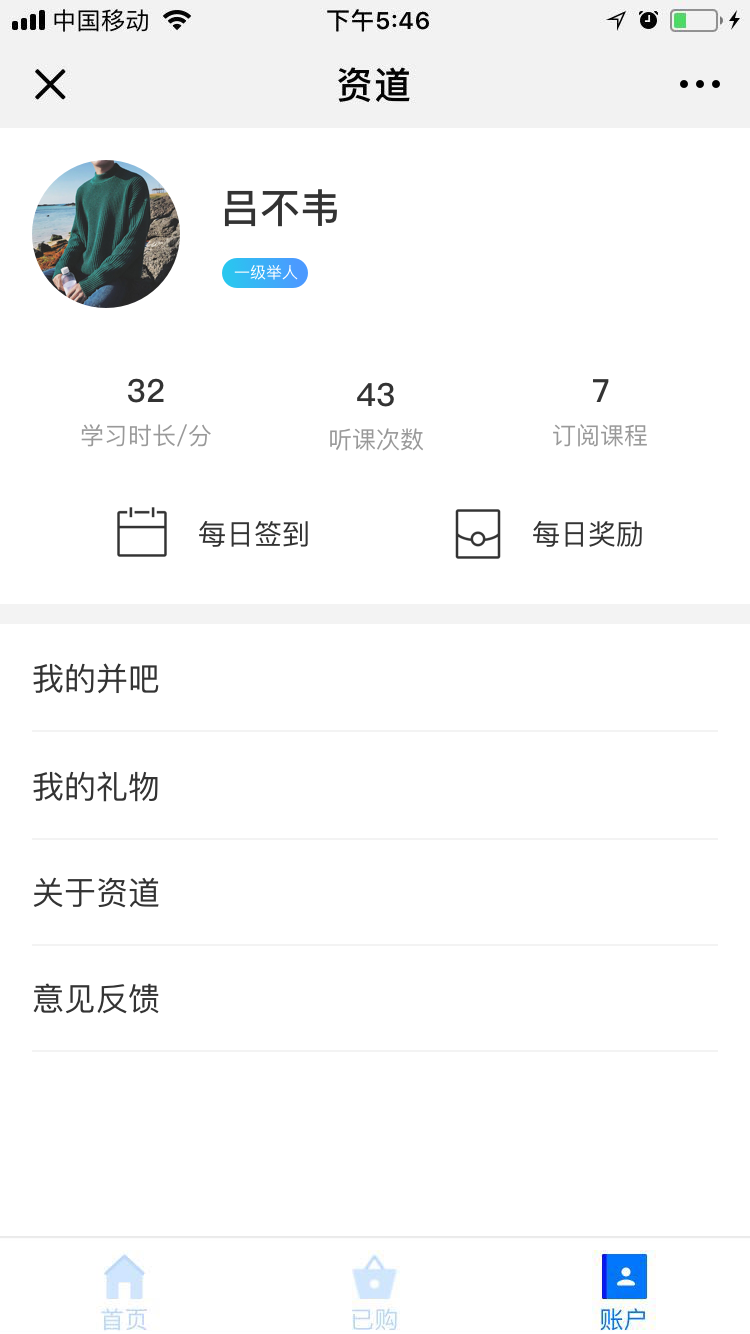 中国移动 下午5:46
资道
吕不韦
一级举人
32 43 7
学习时长/分 听课次数 订阅课程
每日签到 每日奖励
我的并吧
我的礼物
关于资道
意见反馈
首页 已购 账户